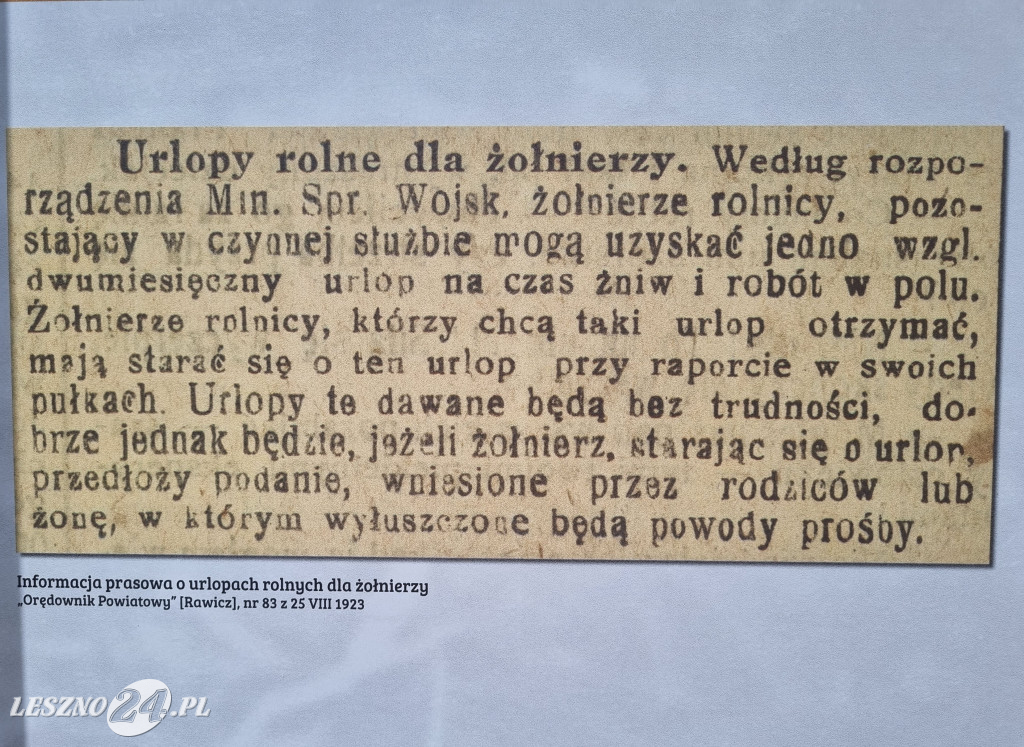 Urlopy rolne dla żołnierzy. Według rozpo-
rządzenia Min. Spr. Wojsk, żołnierze rolnicy, pozo-
stający w czynnej służbie mogą uzyskać jedno wzgl.
dwumiesięczny urlop na czas żniw i robót w polu.
Żołnierze rolnicy, którzy chcą taki urlop otrzymać,
mają starać się o ten urlop przy raporcie w swoich
pułkach. Urlopy te dawane będą bez trudności, do-
brze jednak będzie, jeżeli żołnierz, starając się o urlop,
przedłoży podanie, wniesione przez rodziców lub
żonę, w którym wyłuszczone będą powody prośby.
Informacja prasowa o urlopach rolnych dla żołnierzy
„Orędownik Powiatowy” [Rawicz], nr 83 z 25 VIII 1923
LESZNO24.PL